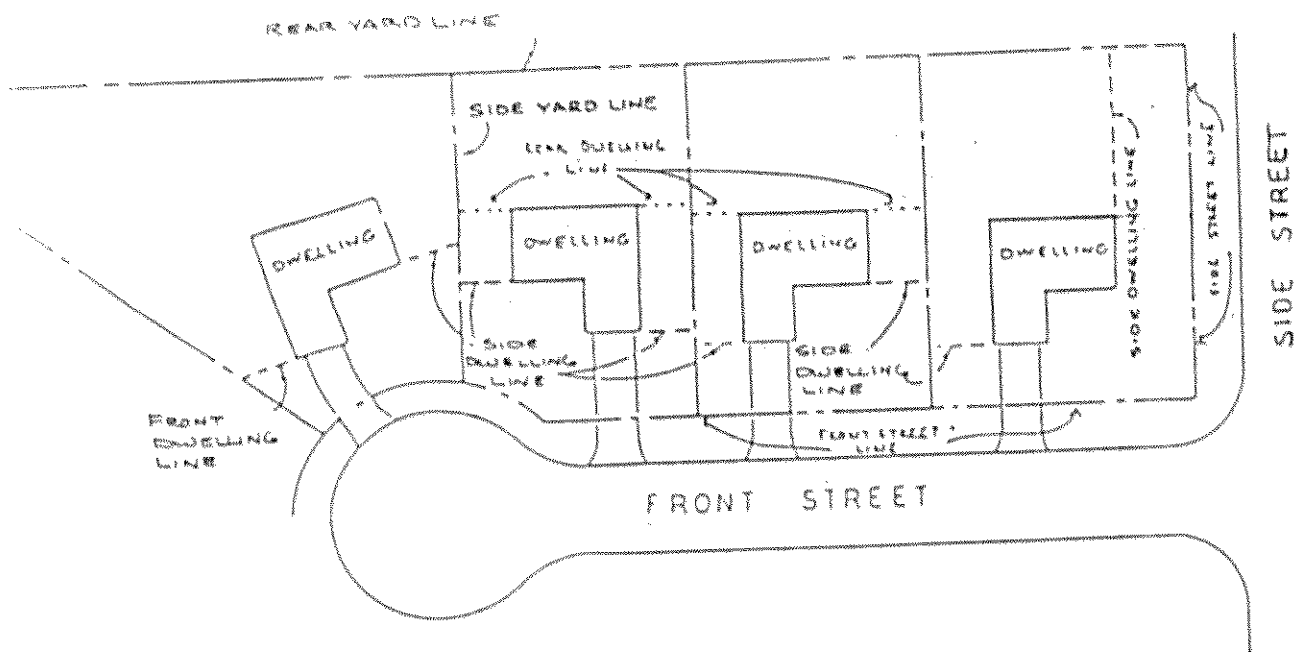 REAR YARD LINE
SIDE YARD LINE
REAR DWELLING
LINE
DWELLING
DWELLING
DWELLING
DWELLING
SIDE DWELLING LINE
SIDE STREET LINE
SIDE STREET
SIDE
DWELLING
LINE
SIDE
DWELLING
LINE
FRONT
DWELLING
LINE
FRONT STREET
LINE
FRONT STREET